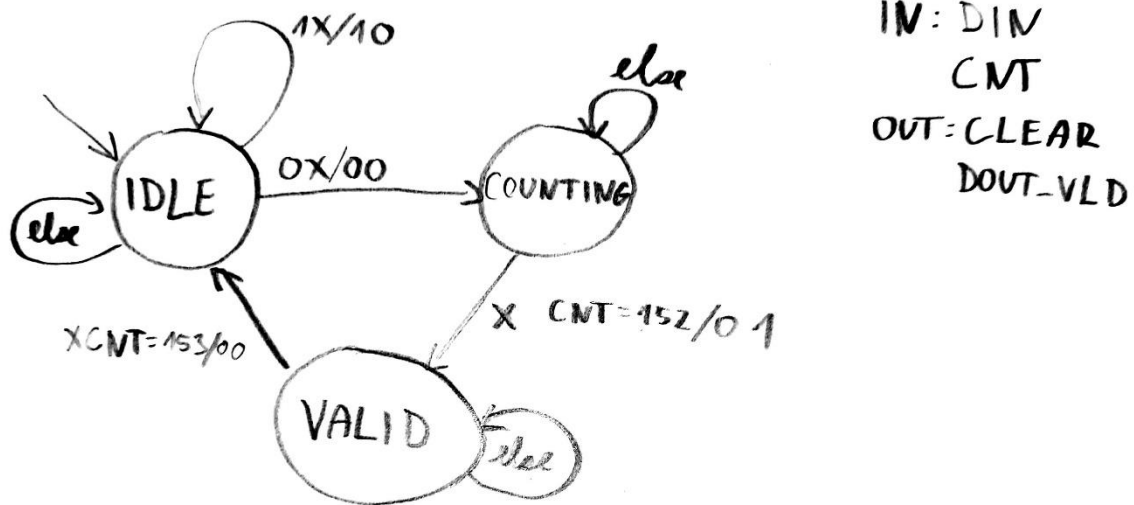 1X/10
else
IDLE
0X/00
COUNTING
else
X CNT=152/01
XCNT=153/00
VALID
else
IN: DIN
CNT
OUT: CLEAR
DOUT_VLD